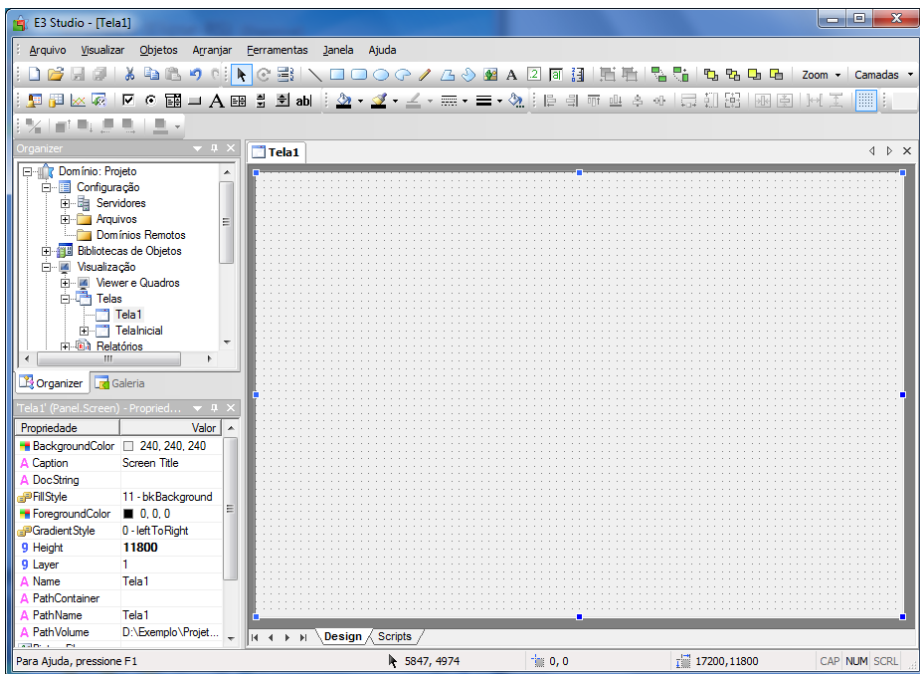 E3 Studio - [Tela1]
Arquivo Visualizar Objetos Arranjar Ferramentas Janela Ajuda
A 2 a Zoom Camadas
A ab
Organizer
Tela1
Domínio: Projeto
Configuração
Servidores
Arquivos
Domínios Remotos
Bibliotecas de Objetos
Visualização
Viewer e Quadros
Telas
Tela1
TelaInicial
Relatórios
Organizer Galeria
'Tela1' (Panel.Screen) - Propried...
Propriedade Valor
BackgroundColor 240, 240, 240
A Caption Screen Title
A DocString
FillStyle 11 - bkBackground
ForegroundColor 0, 0, 0
GradientStyle 0 - leftToRight
9 Height 11800
9 Layer 1
A Name Tela1
A PathContainer
A PathName Tela1
A PathVolume D:\Exemplo\Projet...
Design Scripts
Para Ajuda, pressione F1 5847, 4974 0, 0 17200,11800 CAP NUM SCRL